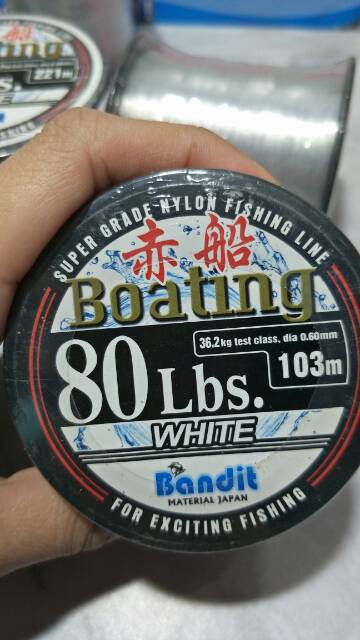 221m
WHITE
SUPER GRADE NYLON FISHING LINE
赤船
Boating
36.2kg test class, dia 0.60mm
103m
80 Lbs.
WHITE
Bandit
MATERIAL JAPAN
FOR EXCITING FISHING